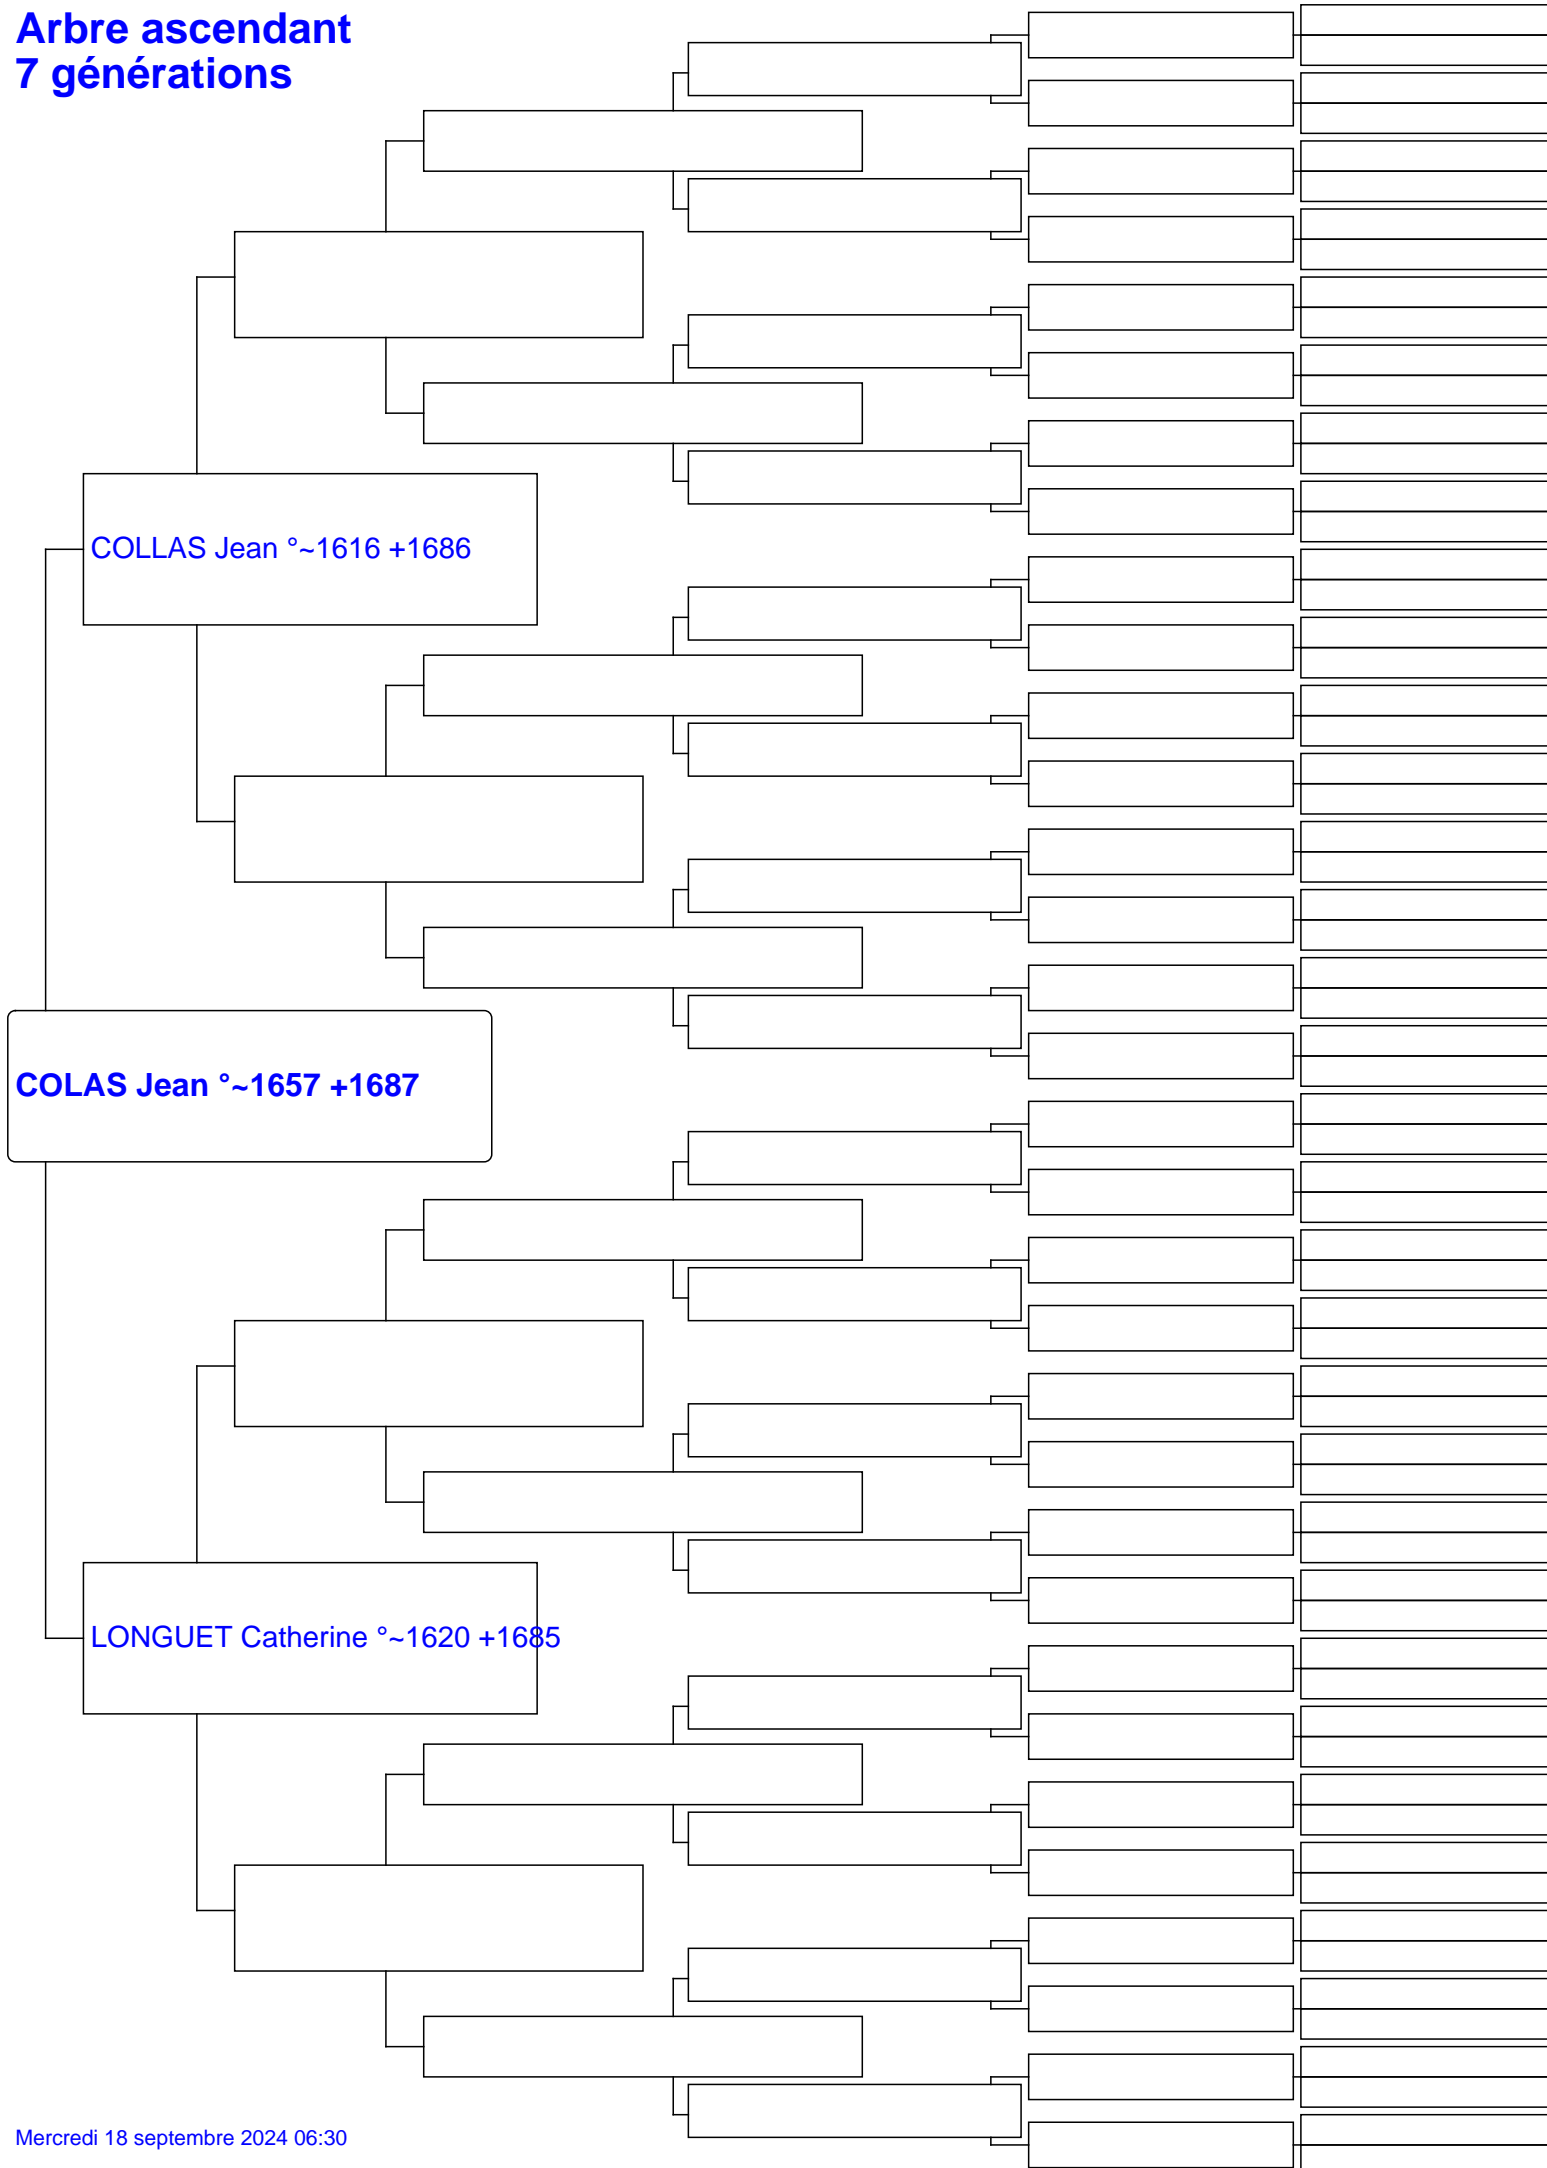 Arbre ascendant
7 générations
COLLAS Jean °~1616 +1686
COLAS Jean °~1657 +1687
LONGUET Catherine °~1620 +1685
Mercredi 18 septembre 2024 06:30